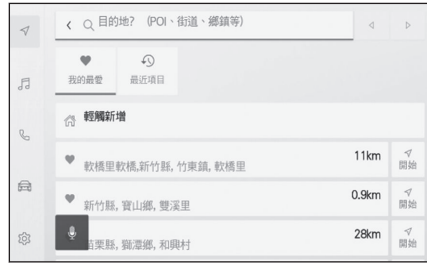 目的地? (POI、街道、鄉鎮等)
我的最愛
最近項目
輕觸新增
軟橋里軟橋,新竹縣, 竹東鎮, 軟橋里
11km
開始
新竹縣, 寶山鄉, 雙溪里
0.9km
開始
苗栗縣, 獅潭鄉, 和興村
28km
開始